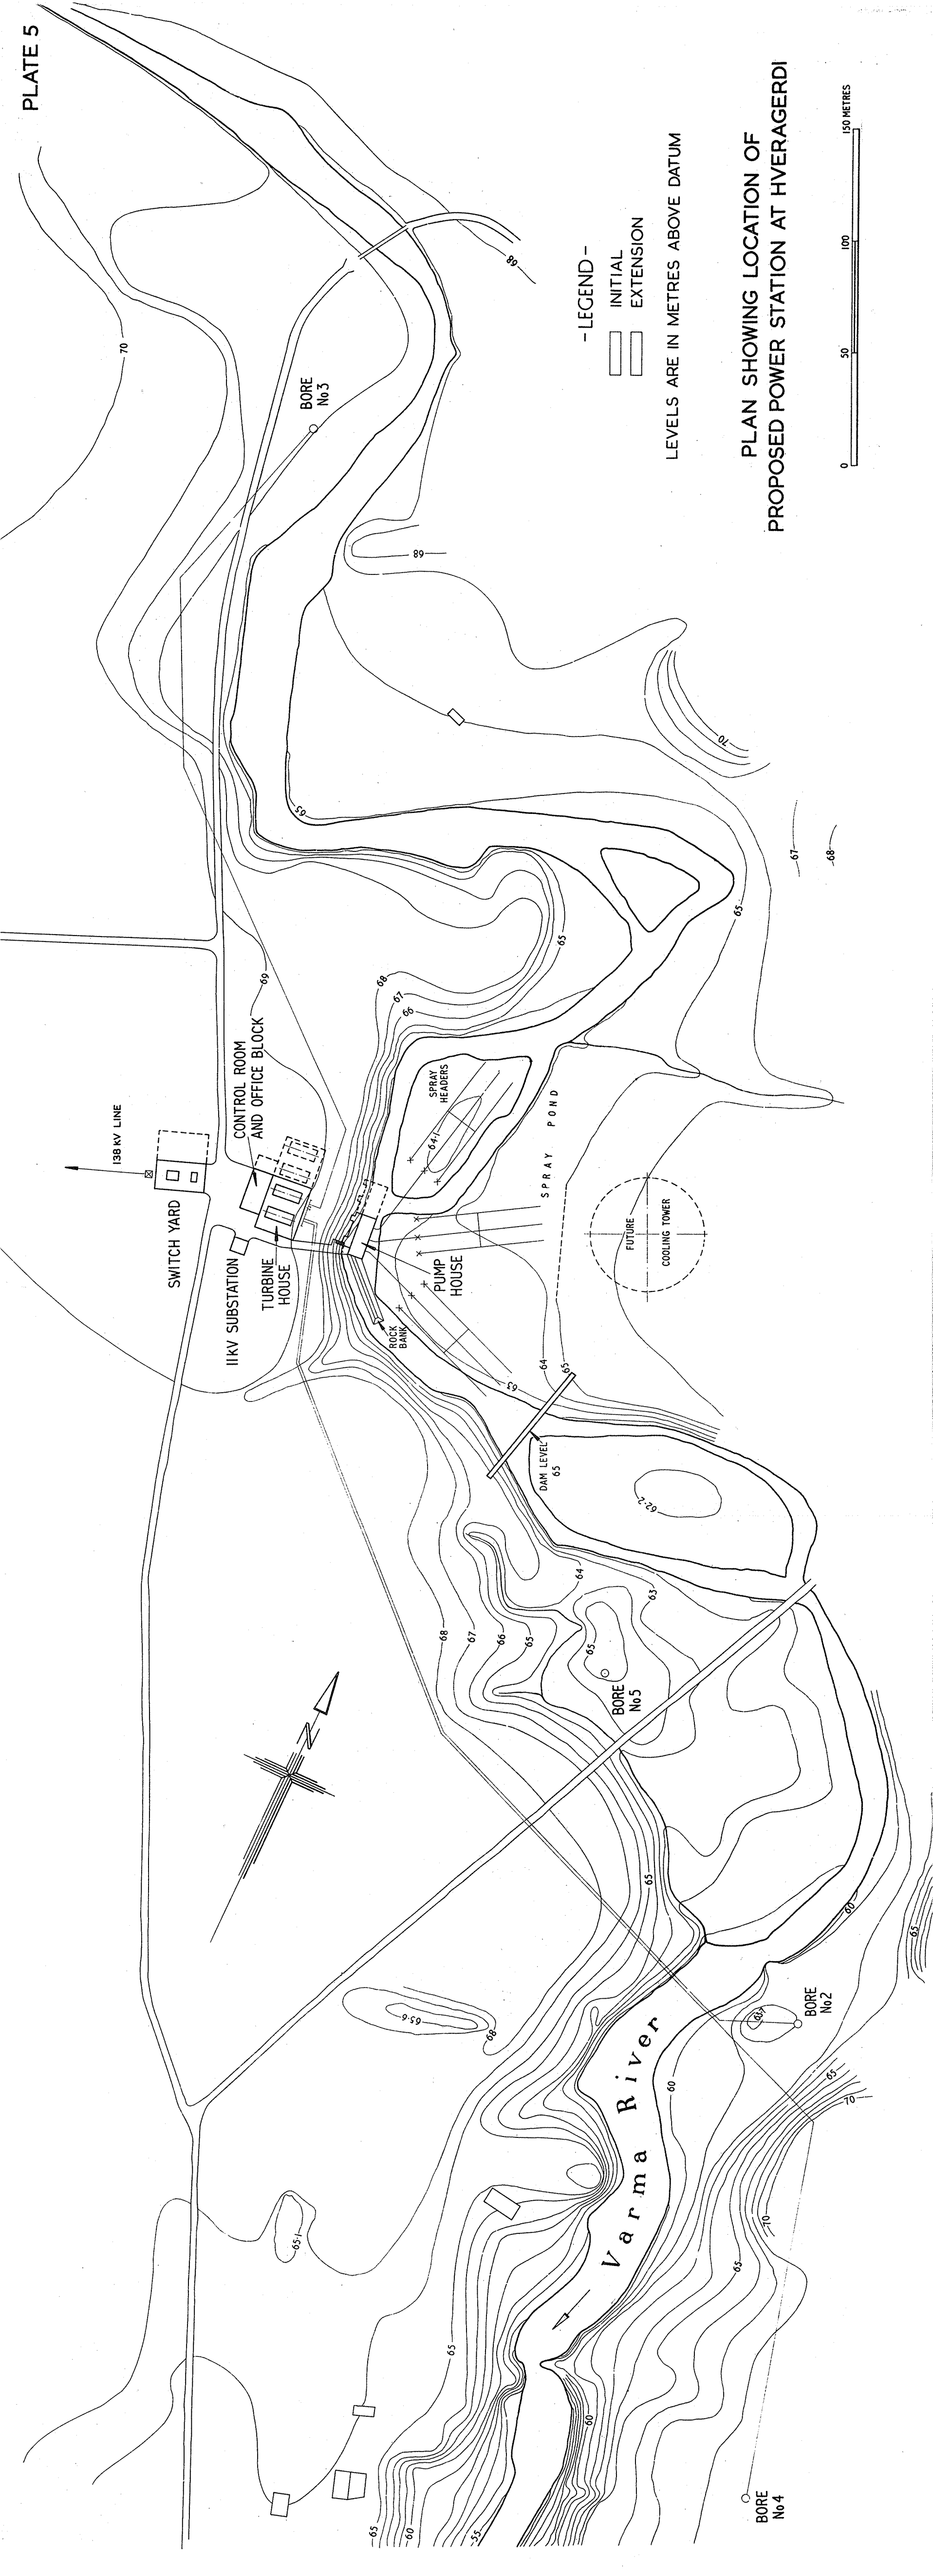 PLATE 5
70
68
BORE
No3
- LEGEND -
INITIAL
EXTENSION
LEVELS ARE IN METRES ABOVE DATUM
PLAN SHOWING LOCATION OF
PROPOSED POWER STATION AT HVERAGERDI
0 50 100 150 METRES
68
70
65
67
68
65
65
69
68
67
66
138 KV LINE
CONTROL ROOM
AND OFFICE BLOCK
SPRAY
HEADERS
64·1
SPRAY POND
SWITCH YARD
11KV SUBSTATION
TURBINE
HOUSE
PUMP
HOUSE
ROCK
BANK
FUTURE
COOLING TOWER
63
64
65
DAM LEVEL
65
62·2
64
63
68
67
66
65
65
BORE
No5
N
65
60
65
65·6
68
BORE
No2
Varma River
60
65
70
70
65
65·1
65
60
65
60
55
BORE
No4